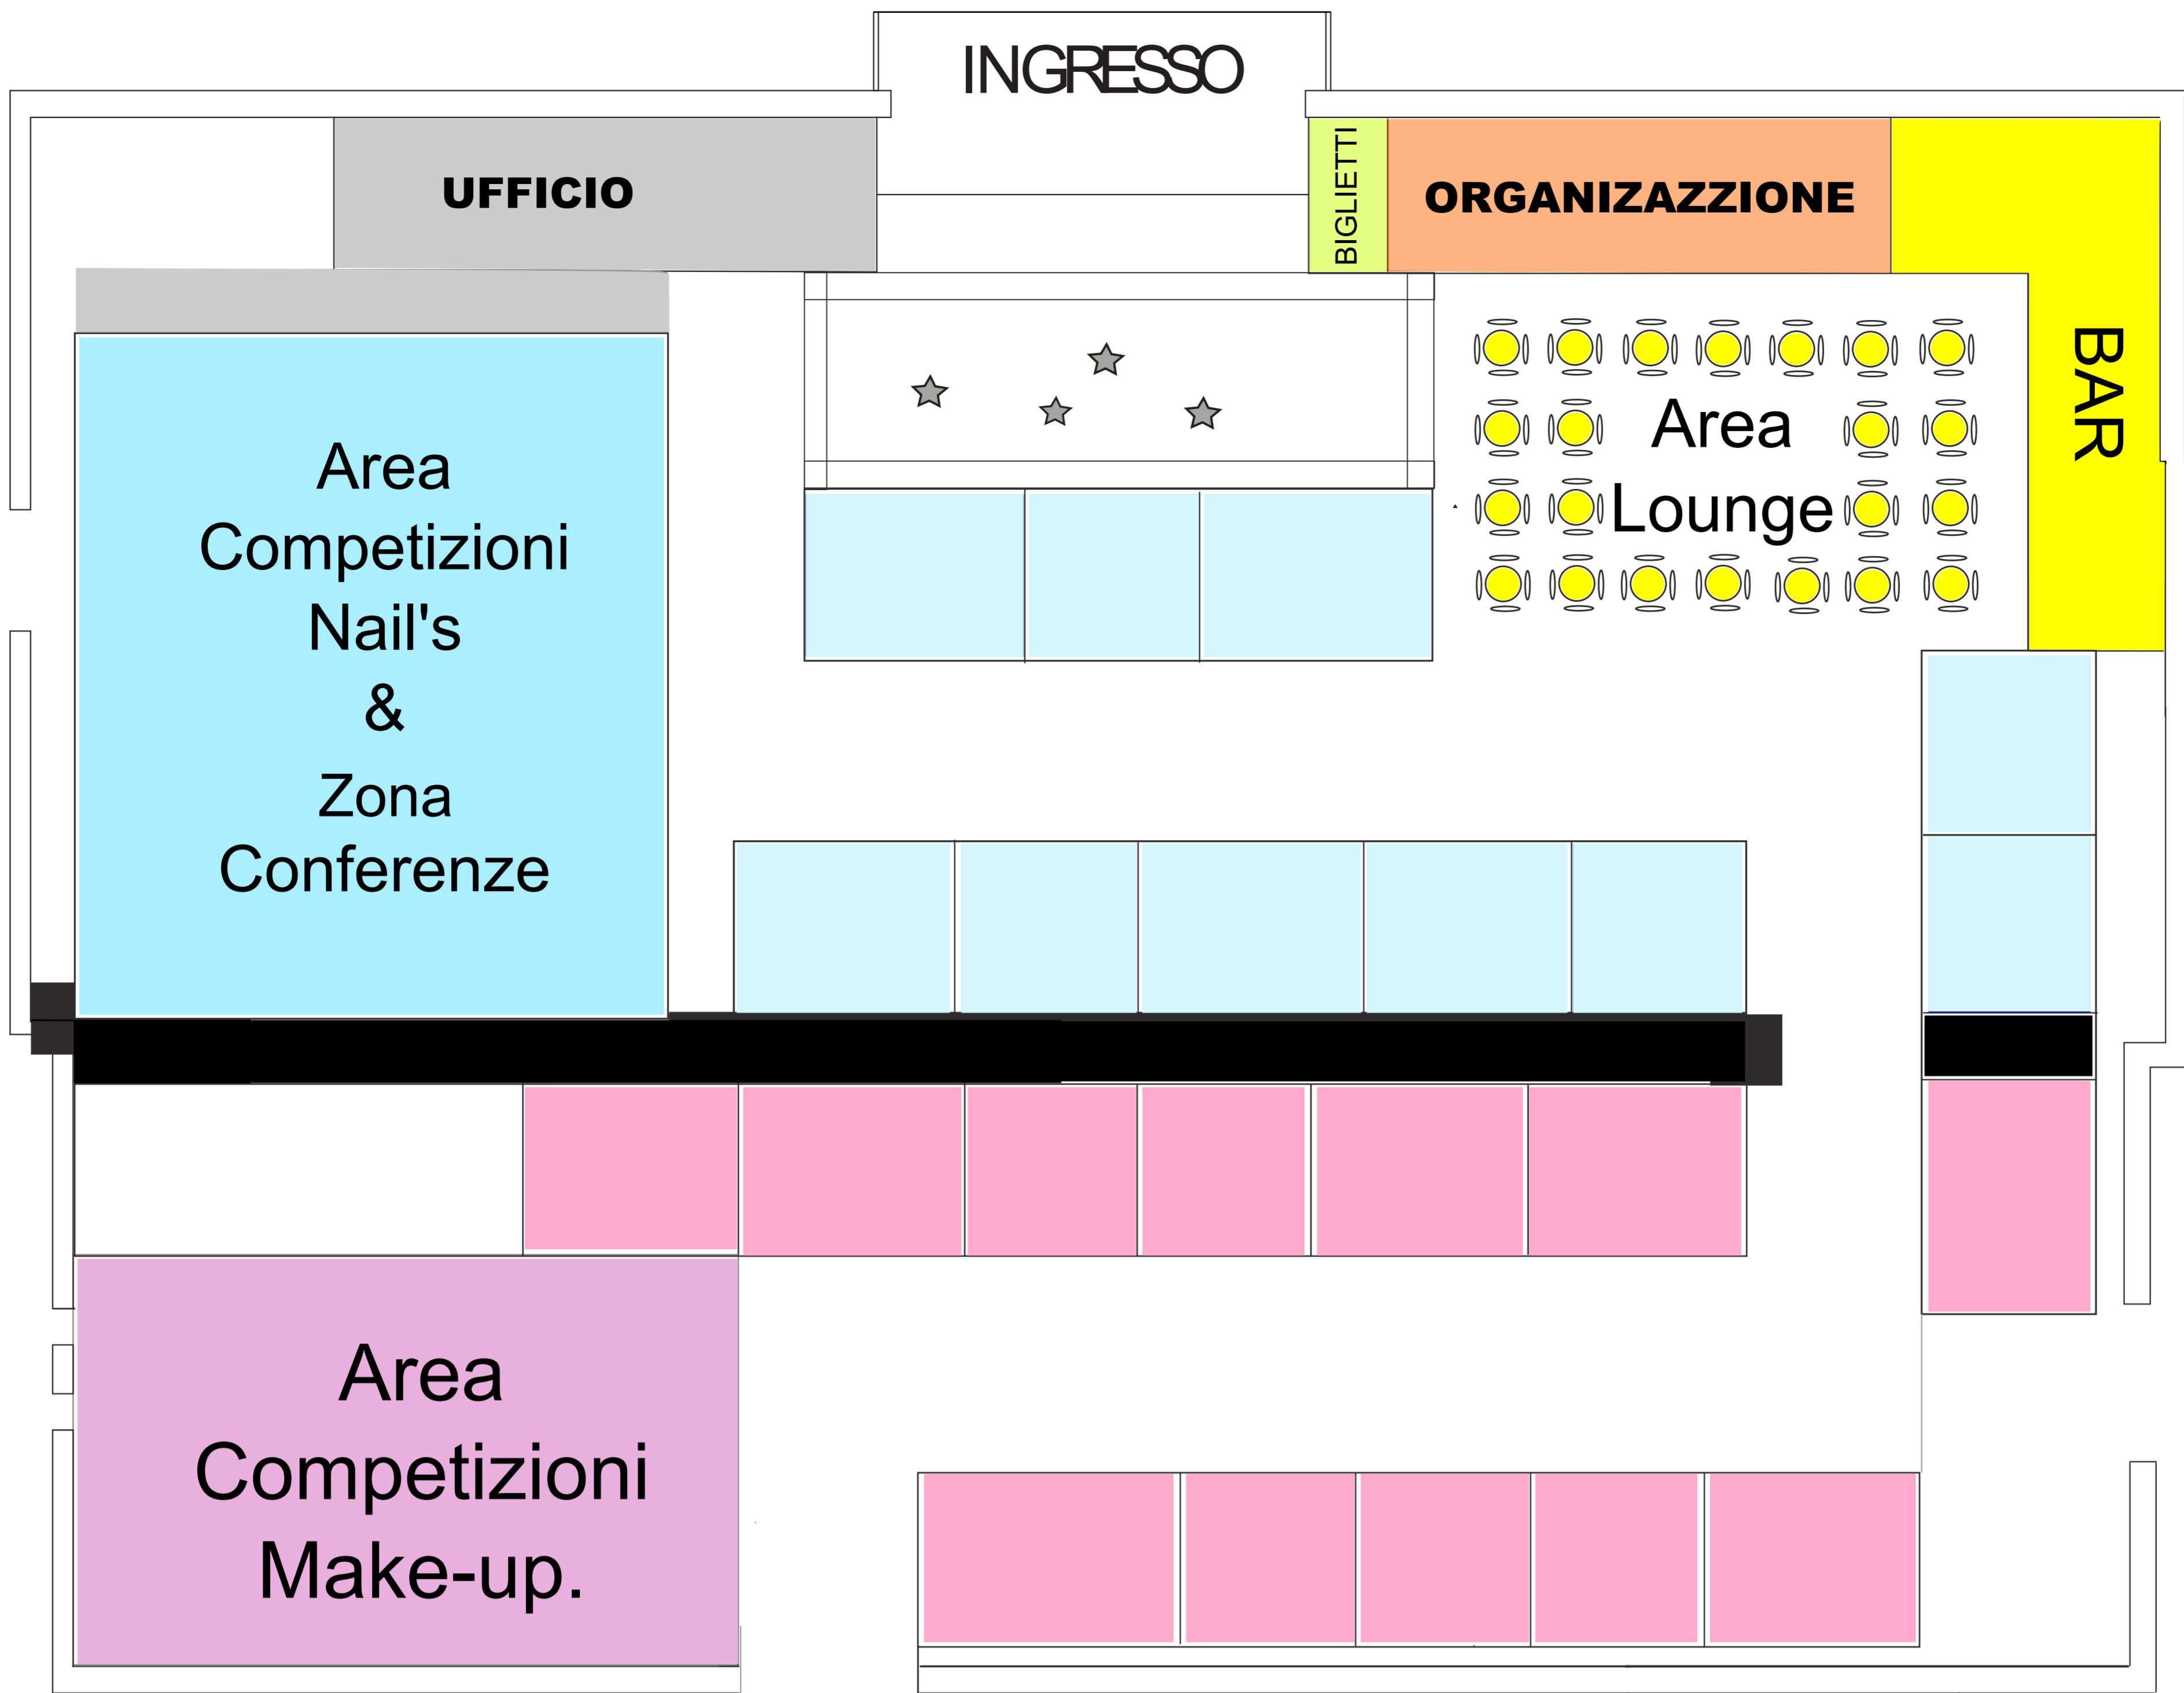 INGRESSO
UFFICIO
BIGLIETTI
ORGANIZAZZIONE
BAR
Area
Lounge
Area
Competizioni
Nail's
&
Zona
Conferenze
Area
Competizioni
Make-up.